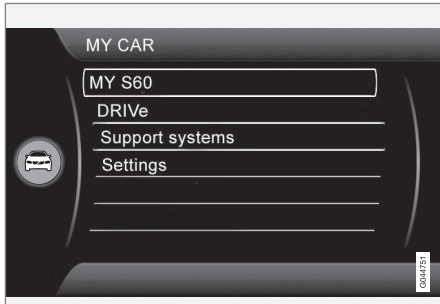 MY CAR
MY S60
DRIVe
Support systems
Settings
G044751